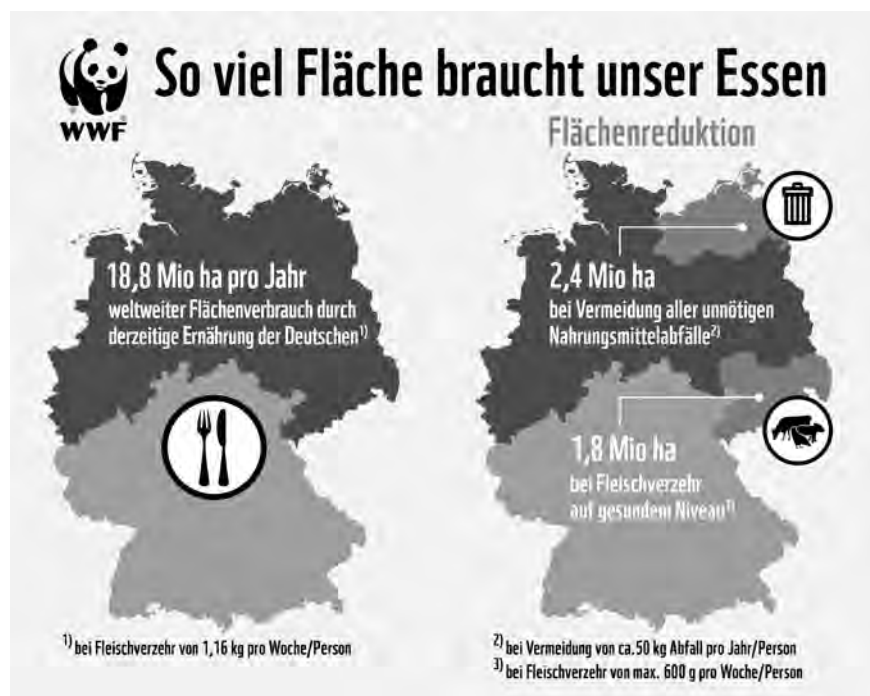 So viel Fläche braucht unser Essen
WWF
Flächenreduktion
18,8 Mio ha pro Jahr
weltweiter Flächenverbrauch durch
derzeitige Ernährung der Deutschen1)
2,4 Mio ha
bei Vermeidung aller unnötigen
Nahrungsmittelabfälle2)
1,8 Mio ha
bei Fleischverzehr
auf gesundem Niveau3)
1) bei Fleischverzehr von 1,16 kg pro Woche/Person
2) bei Vermeidung von ca. 50 kg Abfall pro Jahr/Person
3) bei Fleischverzehr von max. 600 g pro Woche/Person